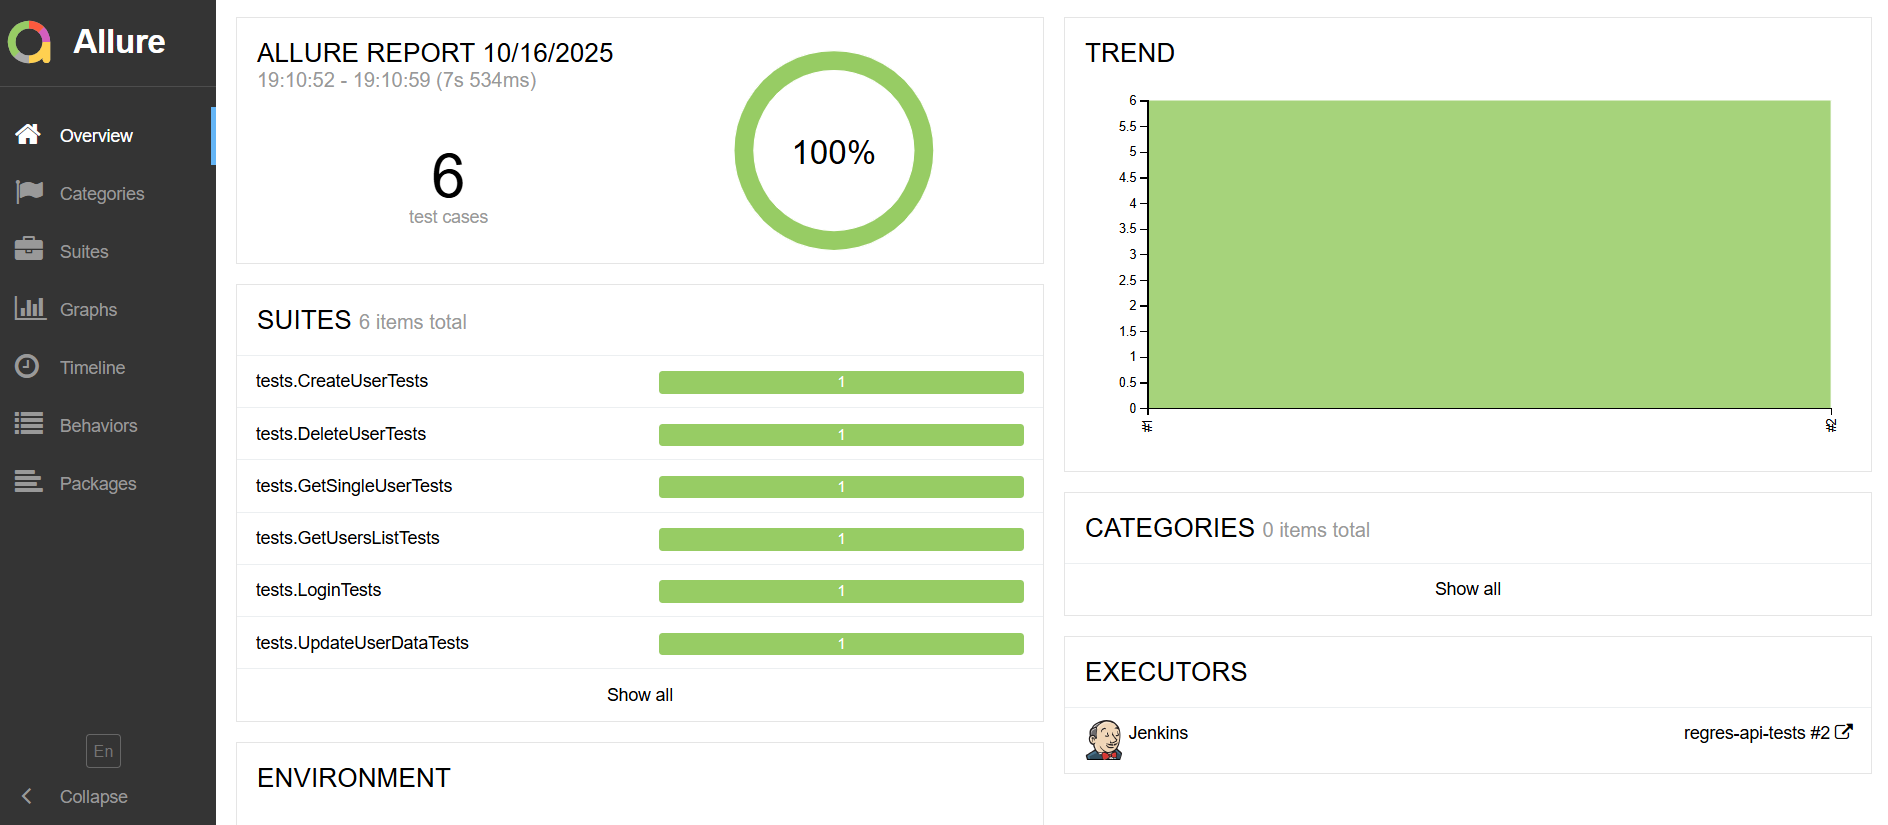 Allure
Overview
Categories
Suites
Graphs
Timeline
Behaviors
Packages
En
Collapse
ALLURE REPORT 10/16/2025
19:10:52 - 19:10:59 (7s 534ms)
6
test cases
100%
SUITES 6 items total
tests.CreateUserTests 1
tests.DeleteUserTests 1
tests.GetSingleUserTests 1
tests.GetUsersListTests 1
tests.LoginTests 1
tests.UpdateUserDataTests 1
Show all
ENVIRONMENT
TREND
6
5.5
5
4.5
4
3.5
3
2.5
2
1.5
1
0.5
0
#1
#2
CATEGORIES 0 items total
Show all
EXECUTORS
Jenkins regres-api-tests #2